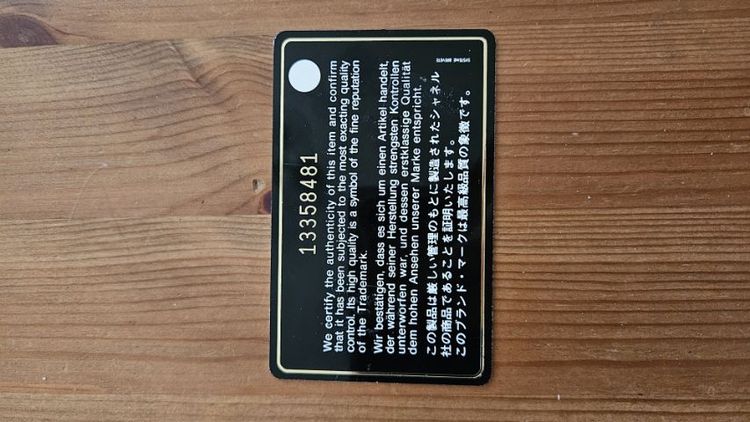 13358481
We certify the authenticity of this item and confirm
that it has been subjected to the most exacting quality
control. Its high quality is a symbol of the fine reputation
of the Trademark.
Wir bestätigen, dass es sich um einen Artikel handelt,
der während seiner Herstellung strengsten Kontrollen
unterworfen war, und dessen erstklassige Qualität
dem hohen Ansehen unserer Marke entspricht.
この製品は厳しい管理のもとに製造されたシャネル
社の商品であることを証明いたします。
このブランド・マークは最高級品質の象徴です。